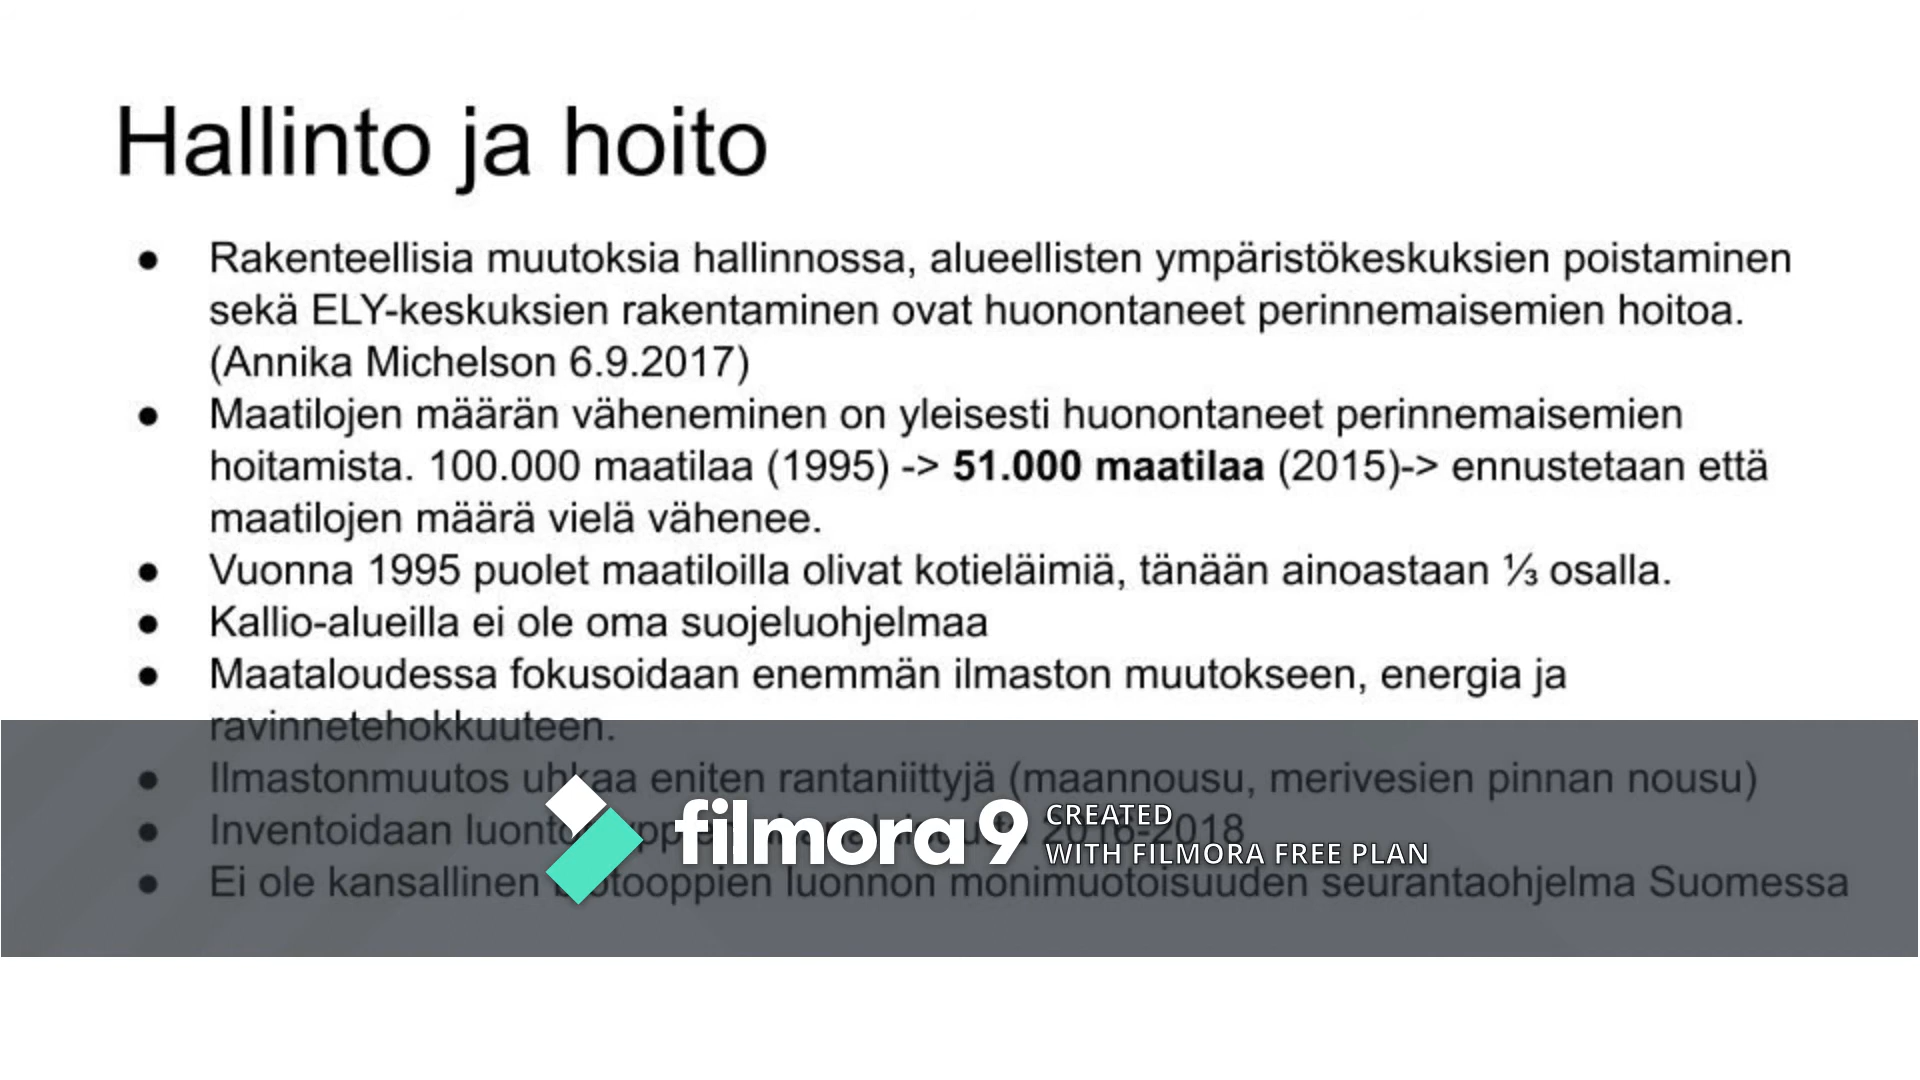 Hallinto ja hoito
● Rakenteellisia muutoksia hallinnossa, alueellisten ympäristökeskuksien poistaminen
sekä ELY-keskuksien rakentaminen ovat huonontaneet perinnemaisemien hoitoa.
(Annika Michelson 6.9.2017)
● Maatilojen määrän väheneminen on yleisesti huonontaneet perinnemaisemien
hoitamista. 100.000 maatilaa (1995) -> 51.000 maatilaa (2015)-> ennustetaan että
maatilojen määrä vielä vähenee.
● Vuonna 1995 puolet maatiloilla olivat kotieläimiä, tänään ainoastaan ⅓ osalla.
● Kallio-alueilla ei ole oma suojeluohjelmaa
● Maataloudessa fokusoidaan enemmän ilmaston muutokseen, energia ja
ravinnetehokkuuteen.
● Ilmastonmuutos uhkaa eniten rantaniittyjä (maannousu, merivesien pinnan nousu)
● Inventoidaan 2016-2018
● Ei ole kansallinen luonnon monimuotoisuuden seurantaohjelma Suomessa
filmora 9 CREATED
WITH FILMORA FREE PLAN